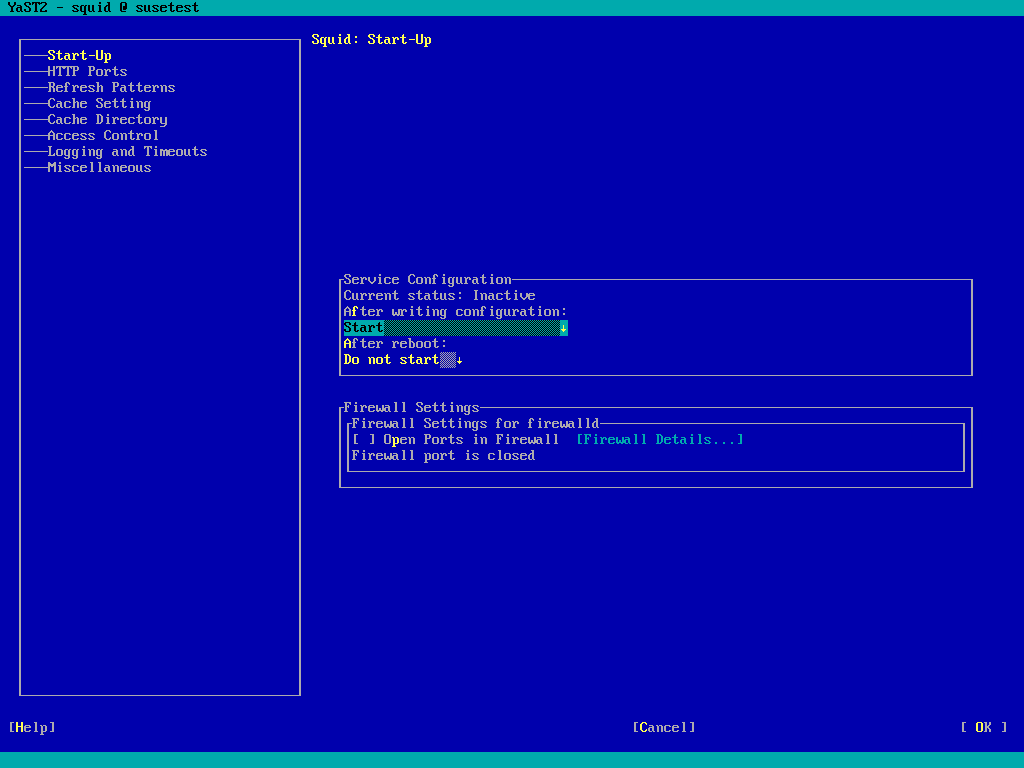 YaST2 - squid @ susetest
Squid: Start-Up
Start-Up
HTTP Ports
Refresh Patterns
Cache Setting
Cache Directory
Access Control
Logging and Timeouts
Miscellaneous
Service Configuration
Current status: Inactive
After writing configuration:
Start ↓
After reboot:
Do not start ↓
Firewall Settings
Firewall Settings for firewalld
[ ] Open Ports in Firewall [Firewall Details...]
Firewall port is closed
[Help] [Cancel] [ OK ]